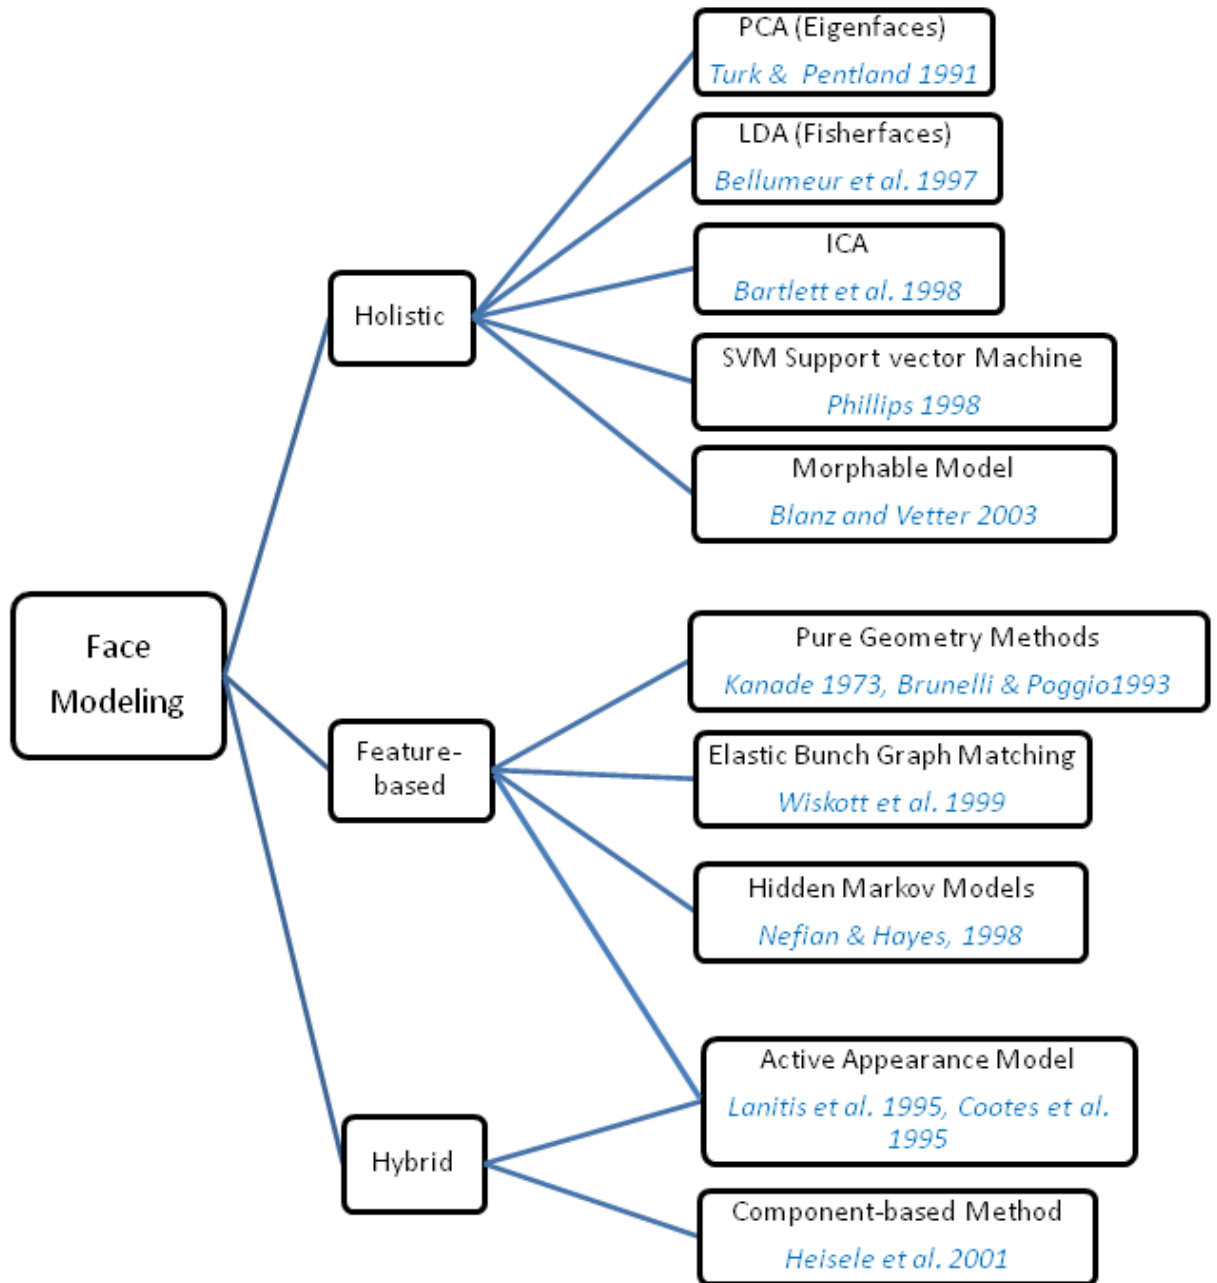 PCA (Eigenfaces)
Turk & Pentland 1991
LDA (Fisherfaces)
Bellumeur et al. 1997
ICA
Bartlett et al. 1998
Holistic
SVM Support vector Machine
Phillips 1998
Morphable Model
Blanz and Vetter 2003
Face
Modeling
Pure Geometry Methods
Kanade 1973, Brunelli & Poggio1993
Feature-
based
Elastic Bunch Graph Matching
Wiskott et al. 1999
Hidden Markov Models
Nefian & Hayes, 1998
Active Appearance Model
Lanitis et al. 1995, Cootes et al.
1995
Hybrid
Component-based Method
Heisele et al. 2001